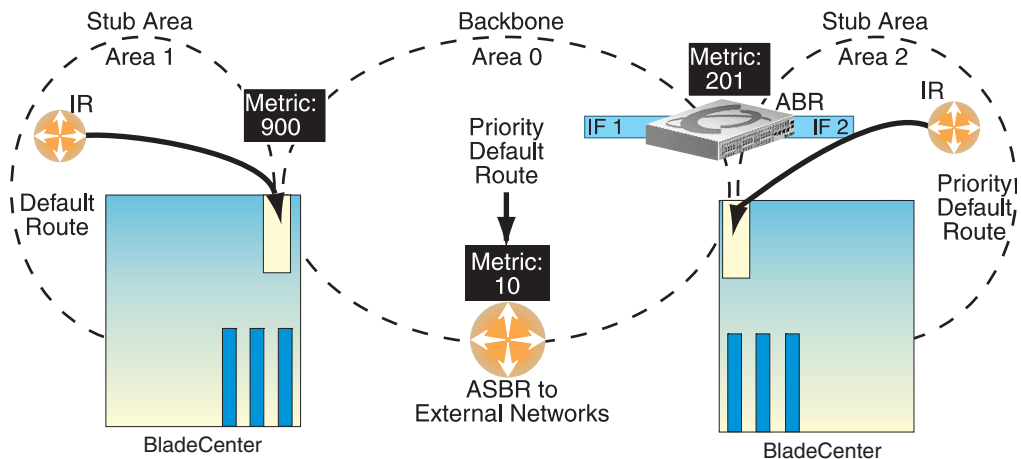 Stub Area
Area 1
Backbone
Area 0
Stub Area
Area 2
IR
Metric:
900
Metric:
201
ABR
IR
IF 1
IF 2
Priority
Default
Route
Default
Route
Priority
Default
Route
Metric:
10
ASBR to
External Networks
BladeCenter
BladeCenter